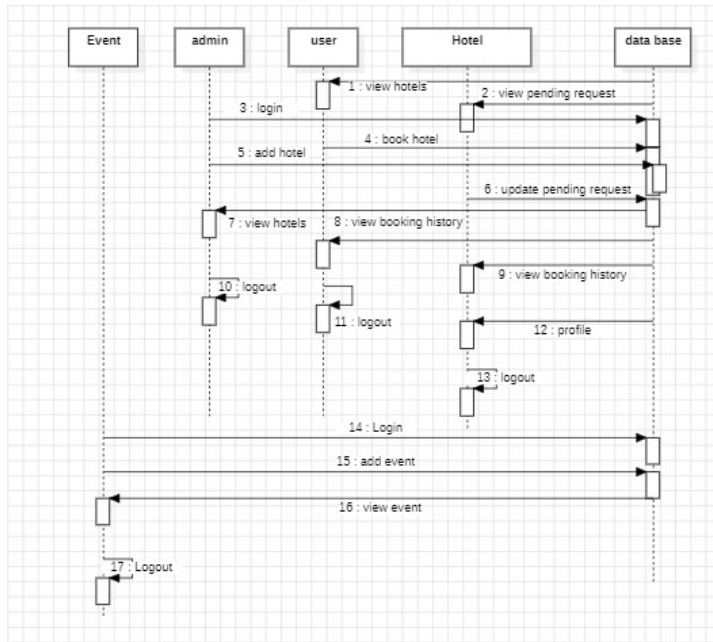 Event
admin
user
Hotel
data base
1 : view hotels
2 : view pending request
3 : login
4 : book hotel
5 : add hotel
6 : update pending request
7 : view hotels
8 : view booking history
9 : view booking history
10 : logout
11 : logout
12 : profile
13 : logout
14 : Login
15 : add event
16 : view event
17 : Logout